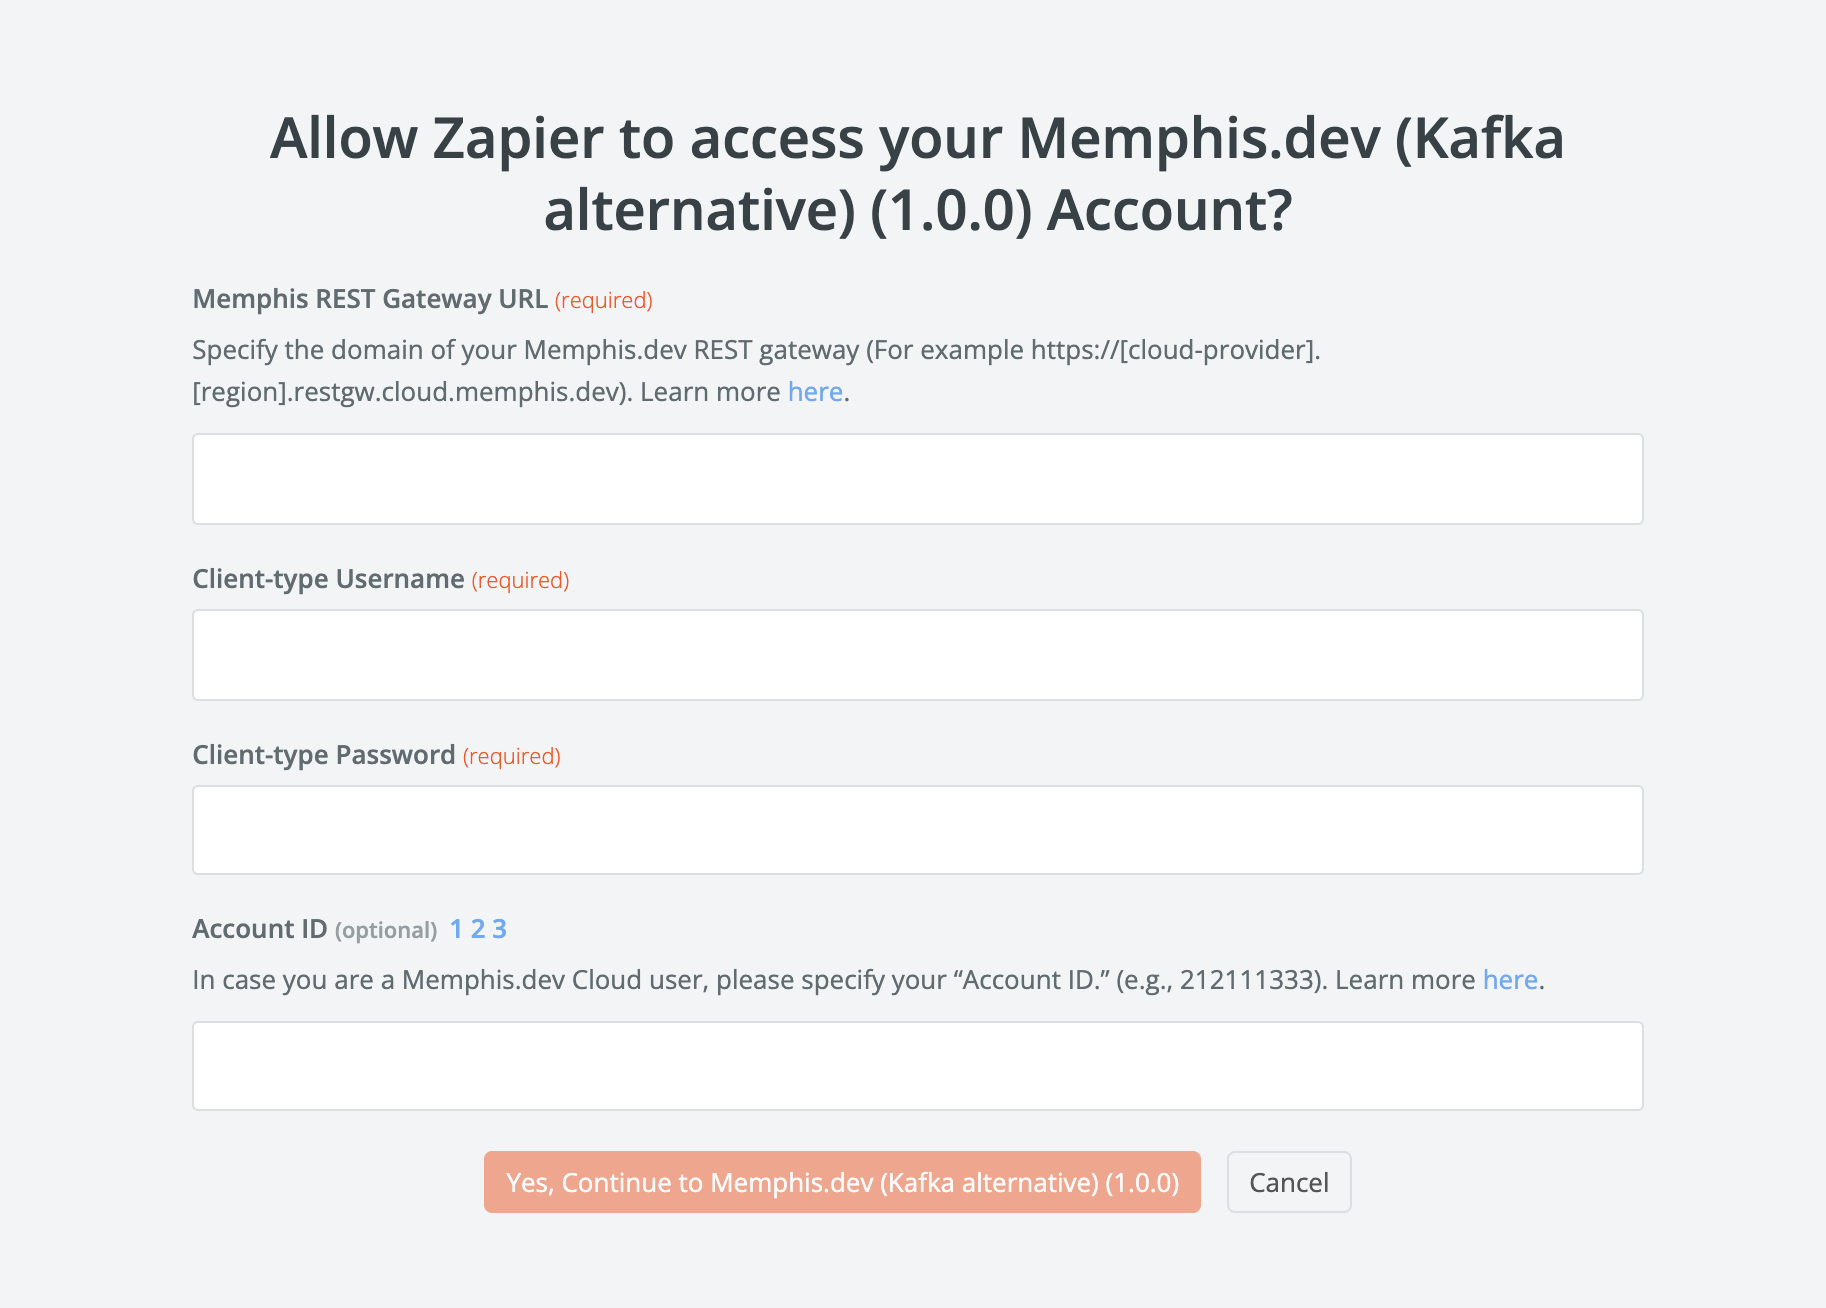 Allow Zapier to access your Memphis.dev (Kafka
alternative) (1.0.0) Account?
Memphis REST Gateway URL (required)
Specify the domain of your Memphis.dev REST gateway (For example https://[cloud-provider].
[region].restgw.cloud.memphis.dev). Learn more here.
Client-type Username (required)
Client-type Password (required)
Account ID (optional) 1 2 3
In case you are a Memphis.dev Cloud user, please specify your “Account ID.” (e.g., 212111333). Learn more here.
Yes, Continue to Memphis.dev (Kafka alternative) (1.0.0) Cancel